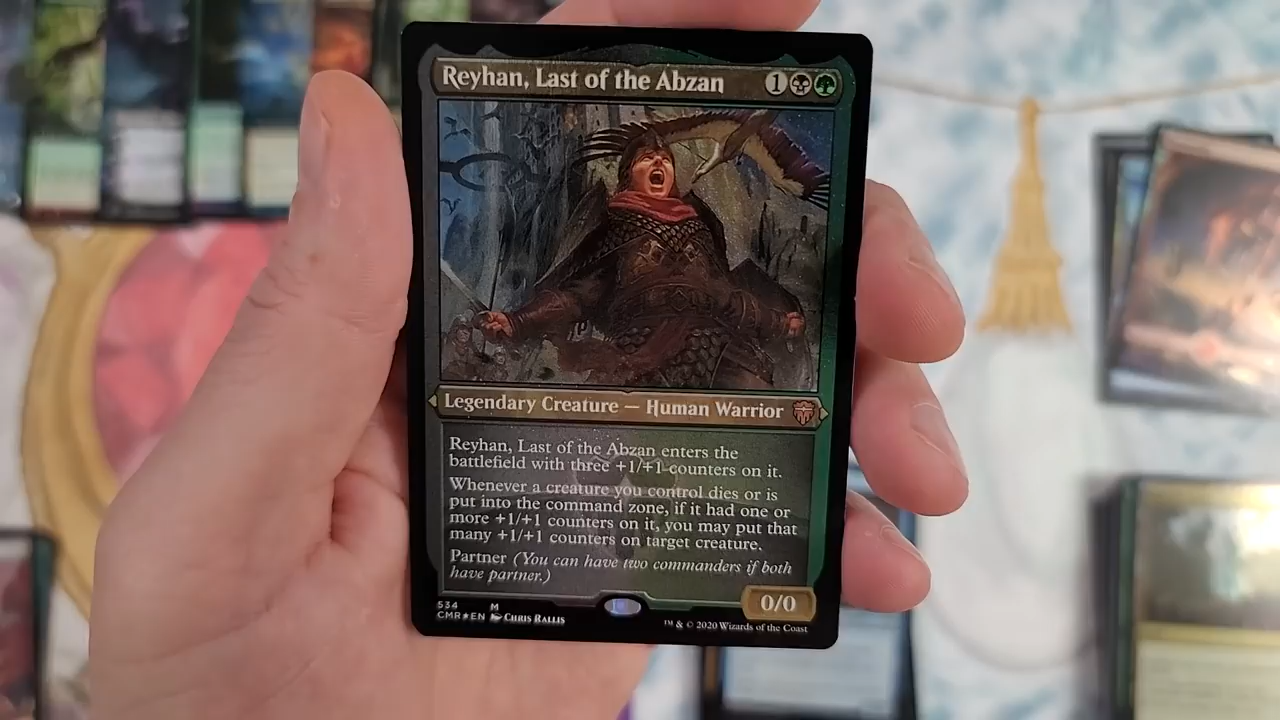 Reyhan, Last of the Abzan 1
Legendary Creature — Human Warrior
Reyhan, Last of the Abzan enters the
battlefield with three +1/+1 counters on it.
Whenever a creature you control dies or is
put into the command zone, if it had one or
more +1/+1 counters on it, you may put that
many +1/+1 counters on target creature.
Partner (You can have two commanders if both
have partner.)
0/0
534 M
CMR★EN Chris Rallis
™ & © 2020 Wizards of the Coast